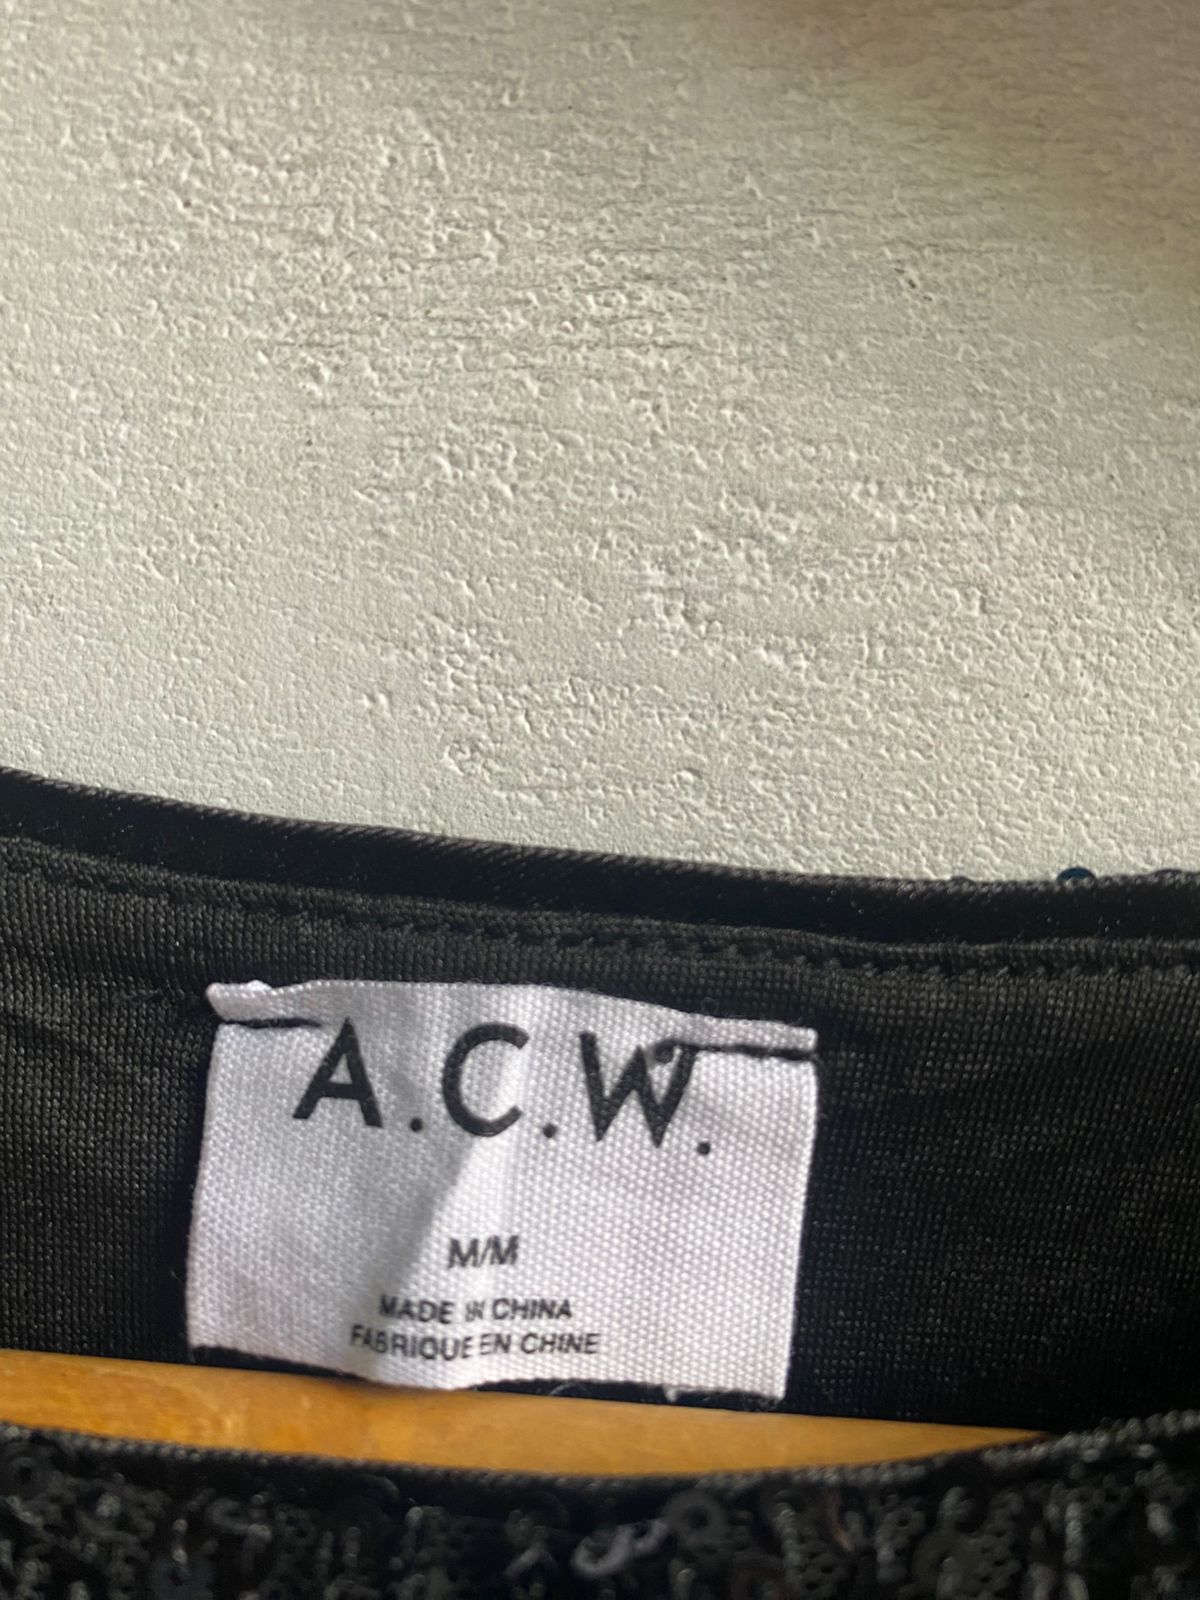 A.C.W.
M/M
MADE IN CHINA
FABRIQUE EN CHINE